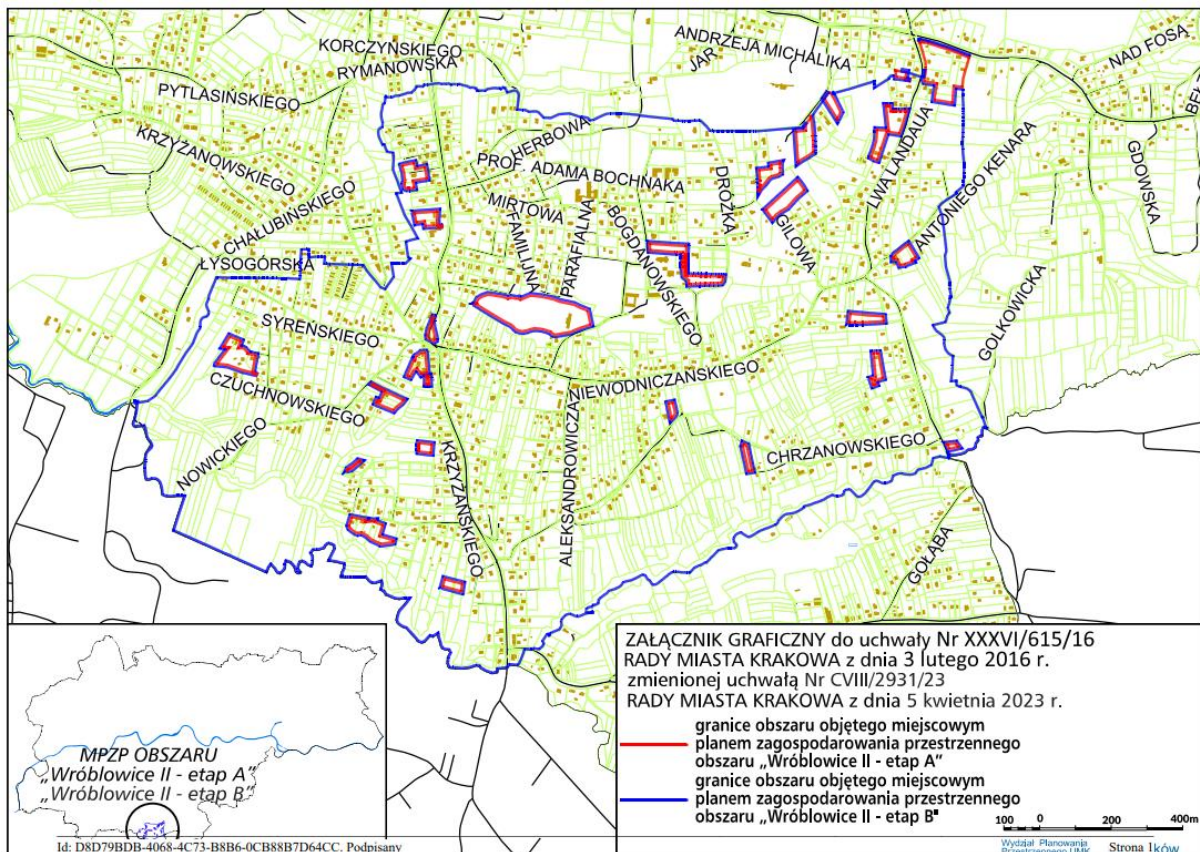 KORCZYŃSKIEGO
RYMANOWSKA
ANDRZEJA MICHALIKA
JAR
NAD FOSĄ
PYTLASIŃSKIEGO
KRZYŻANOWSKIEGO
HERBOWA
PROF. ADAMA BOCHNAKA
DRÓŻKA
LWA LANDAUA
ANTONIEGO KENARA
GDOWSKA
CHAŁUBIŃSKIEGO
MIRTOWA
FAMILIJNA
PARAFIALNA
BOGDANOWSKIEGO
GILOWA
ŁYSOGÓRSKA
GOLKOWICKA
SYREŃSKIEGO
CZUCHNOWSKIEGO
NIEWODNICZAŃSKIEGO
NOWICKIEGO
KRZYŻAŃSKIEGO
ALEKSANDROWICZA
CHRZANOWSKIEGO
GOŁĄBA
MPZP OBSZARU
„Wróblowice II - etap A”
„Wróblowice II - etap B”
ZAŁĄCZNIK GRAFICZNY do uchwały Nr XXXVI/615/16
RADY MIASTA KRAKOWA z dnia 3 lutego 2016 r.
zmienionej uchwałą Nr CVIII/2931/23
RADY MIASTA KRAKOWA z dnia 5 kwietnia 2023 r.
granice obszaru objętego miejscowym
planem zagospodarowania przestrzennego
obszaru „Wróblowice II - etap A”
granice obszaru objętego miejscowym
planem zagospodarowania przestrzennego
obszaru „Wróblowice II - etap B"
100 0 200 400m
Wydział Planowania
Przestrzennego UMK
Id: D8D79BDB-4068-4C73-B8B6-0CB88B7D64CC. Podpisany
Strona 1
ków